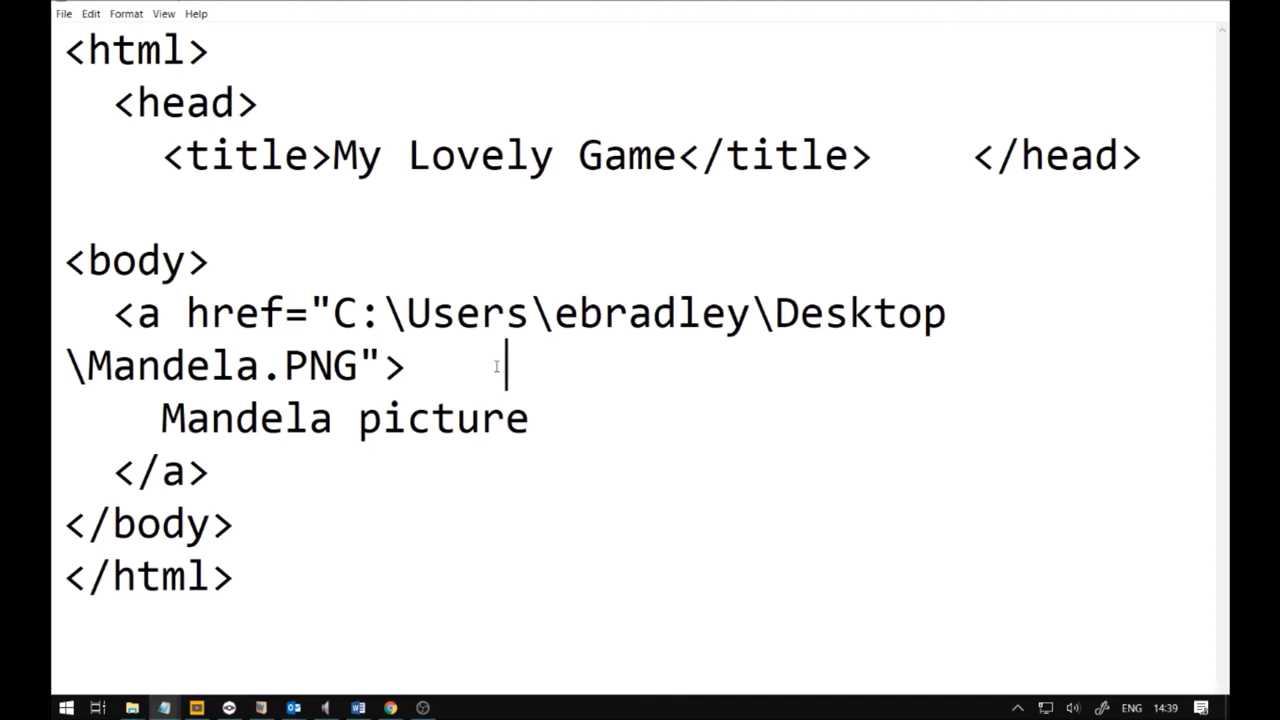 File Edit Format View Help
<html>
<head>
<title>My Lovely Game</title> </head>
<body>
<a href="C:\Users\ebradley\Desktop
\Mandela.PNG">
Mandela picture
</a>
</body>
</html>
ENG 14:39